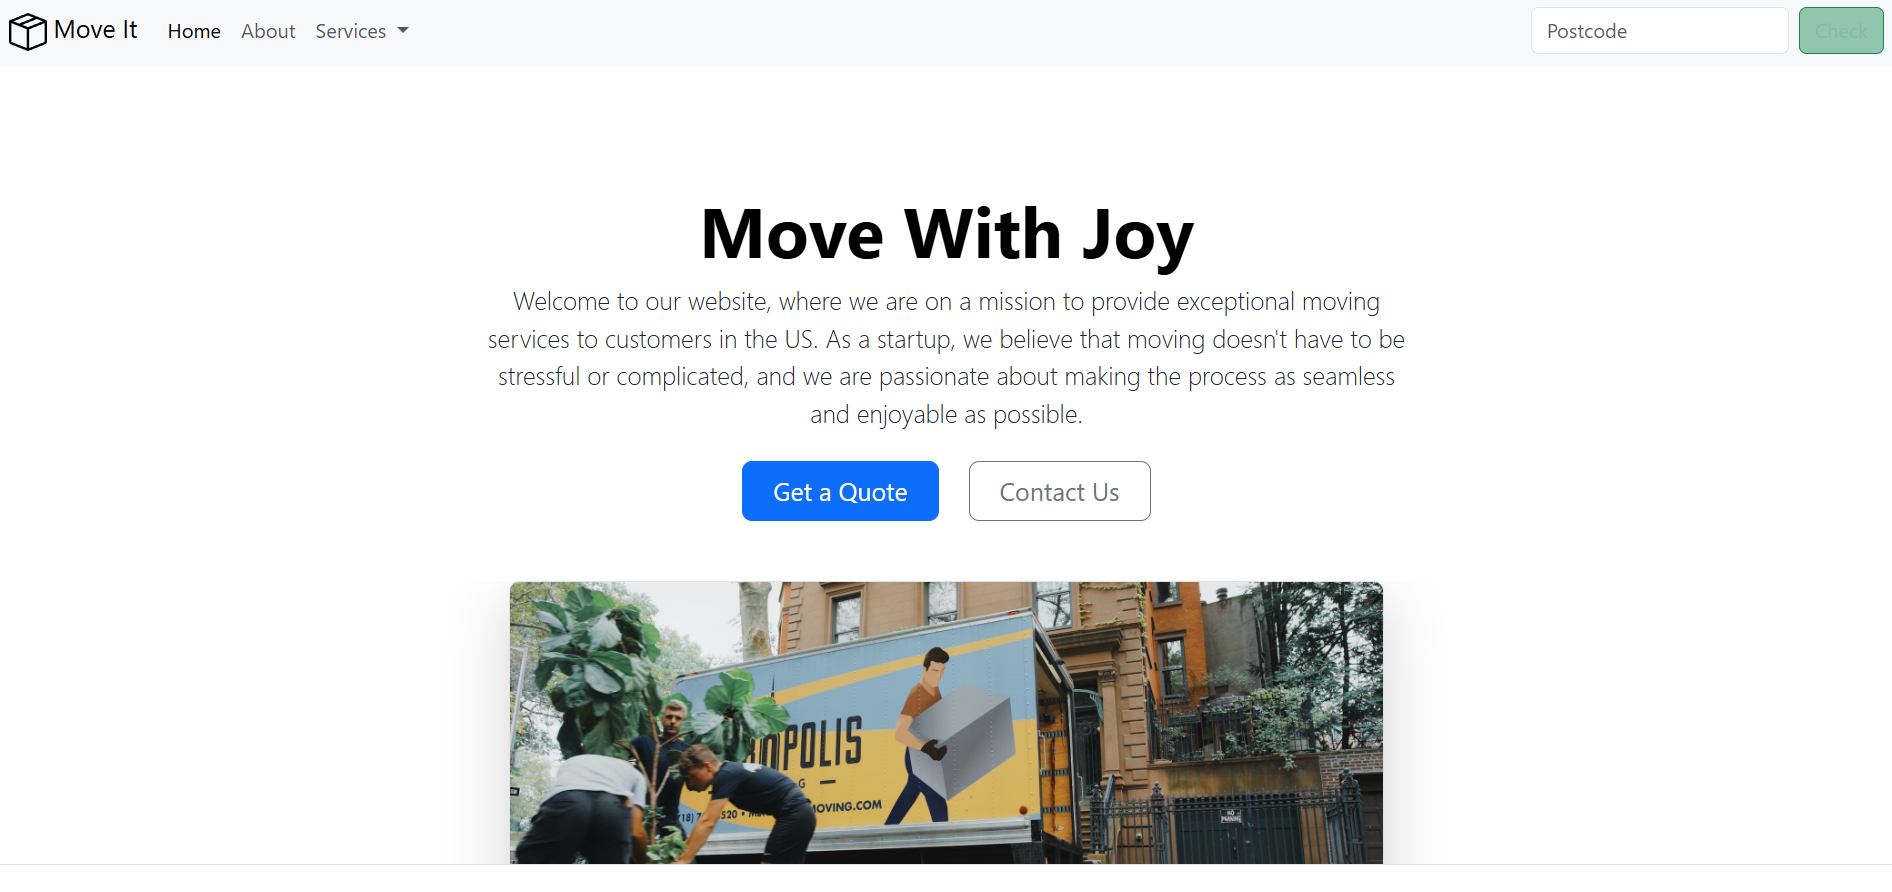 Move It
Home
About
Services
Postcode
Check
Move With Joy
Welcome to our website, where we are on a mission to provide exceptional moving
services to customers in the US. As a startup, we believe that moving doesn't have to be
stressful or complicated, and we are passionate about making the process as seamless
and enjoyable as possible.
Get a Quote
Contact Us
POLIS
G
MOVING.COM
NO
PARKING